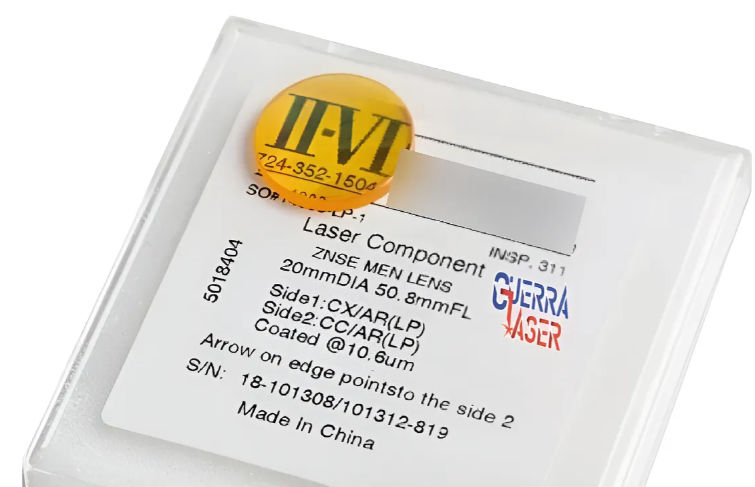 II-VI
724-352-1504
LP-1
Laser Component
INSP. 311
ZNSE MEN LENS
20mmDIA 50.8mmFL
Side1:CX/AR(LP)
Side2:CC/AR(LP)
Coated @10.6um
Arrow on edge pointsto the side 2
S/N: 18-101308/101312-819
Made In China
5018404
GUERRA
LASER